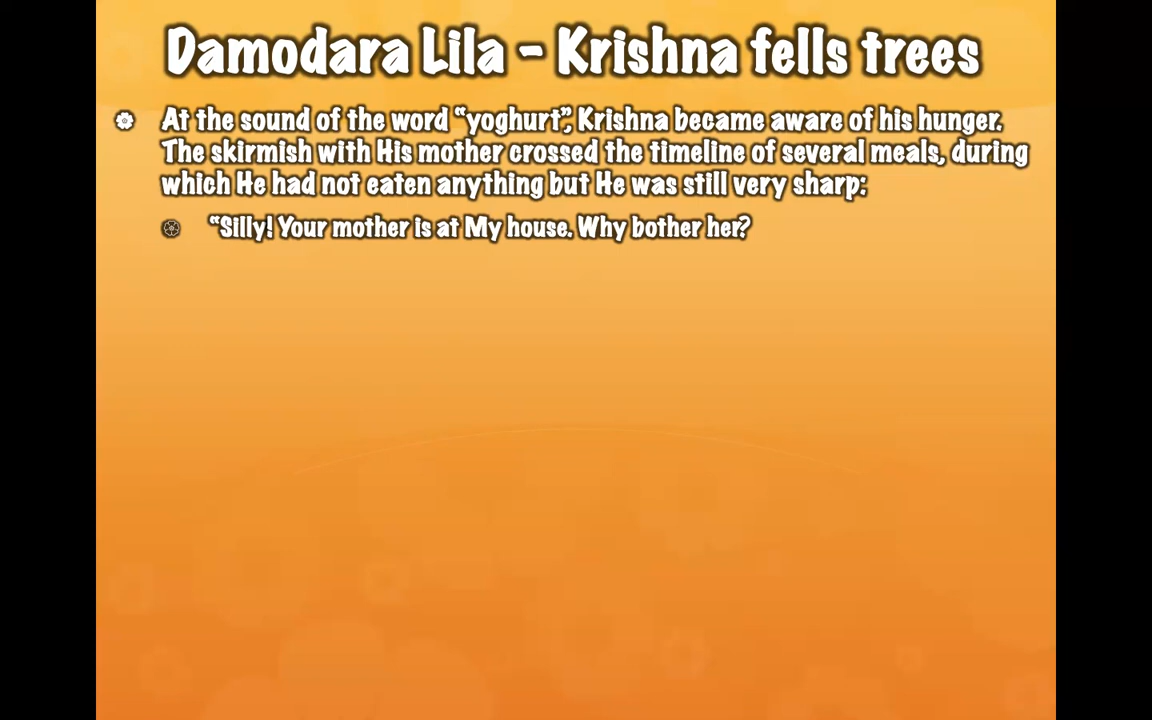 Damodara Lila - Krishna fells trees
At the sound of the word “yoghurt”, Krishna became aware of his hunger.
The skirmish with His mother crossed the timeline of several meals, during
which He had not eaten anything but He was still very sharp:
“Silly! Your mother is at My house. Why bother her?